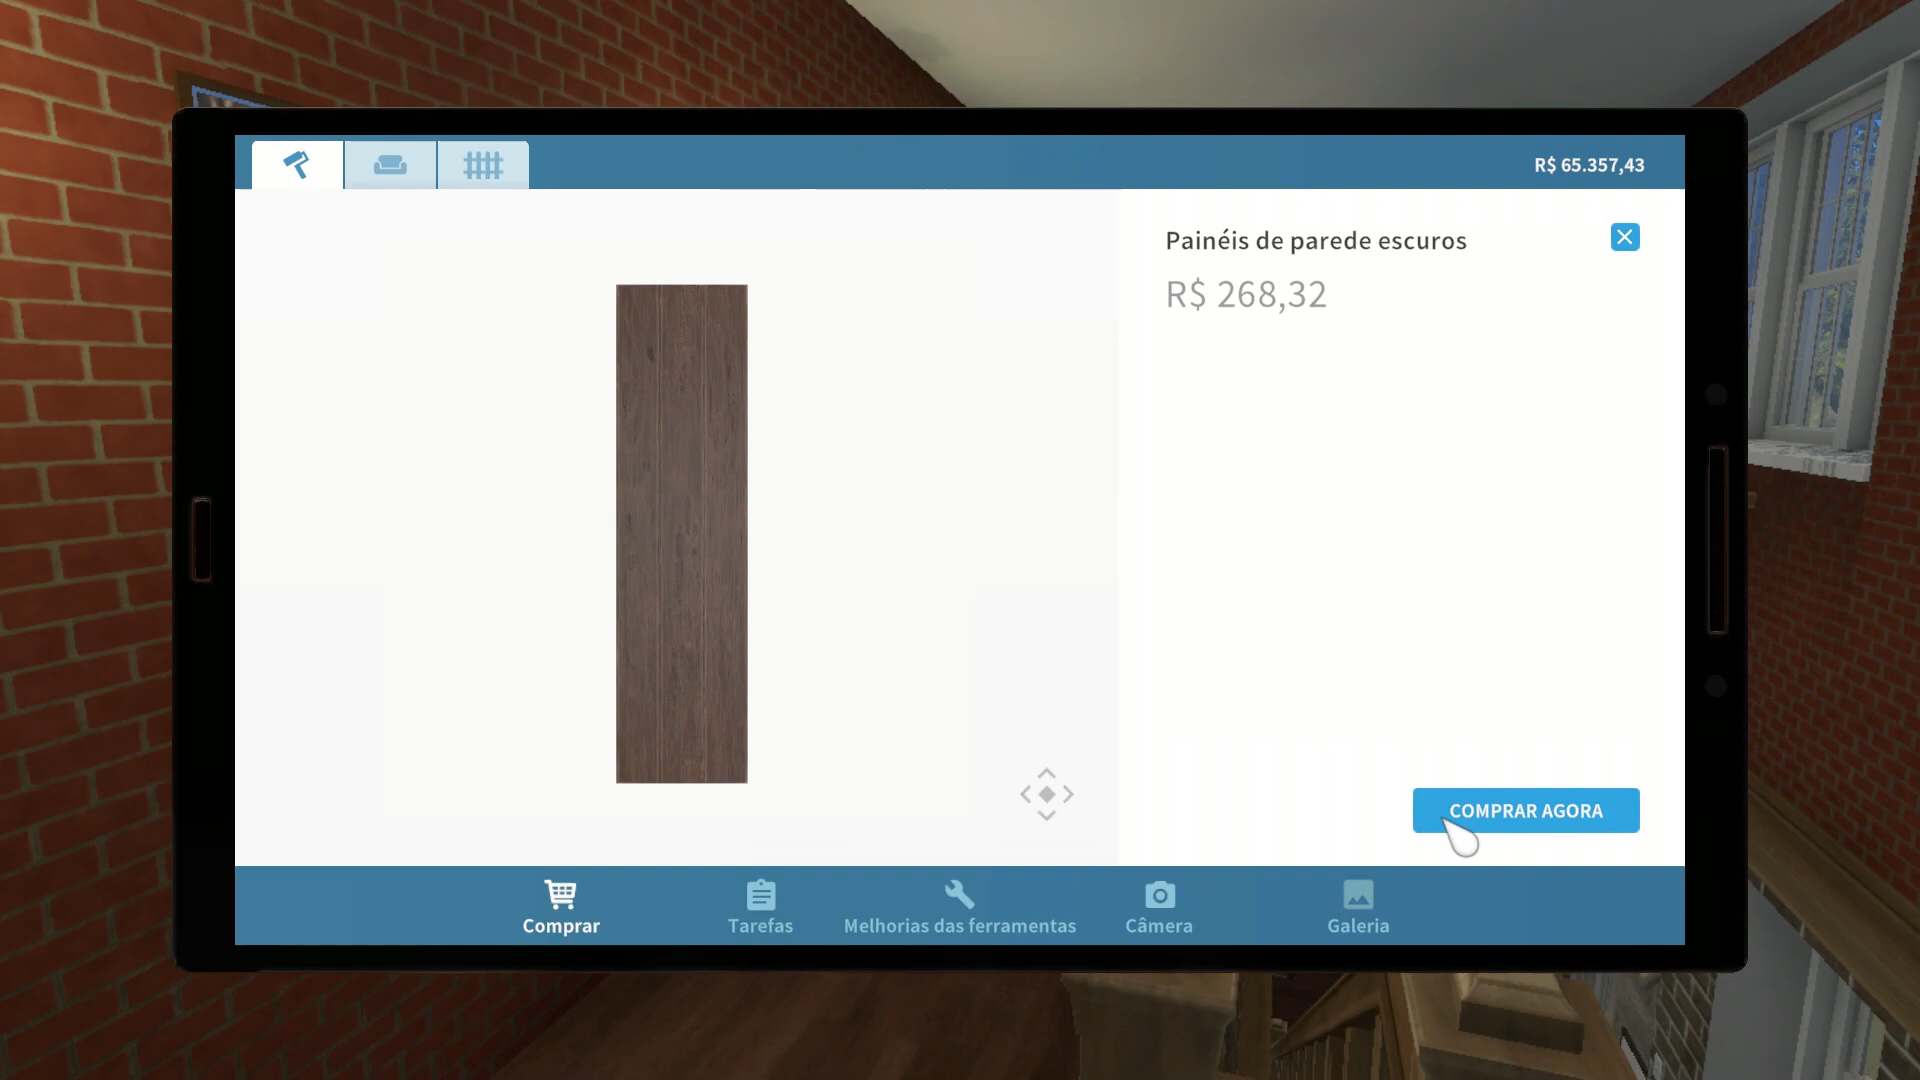 R$ 65.357,43
Painéis de parede escuros
R$ 268,32
COMPRAR AGORA
Comprar
Tarefas
Melhorias das ferramentas
Câmera
Galeria